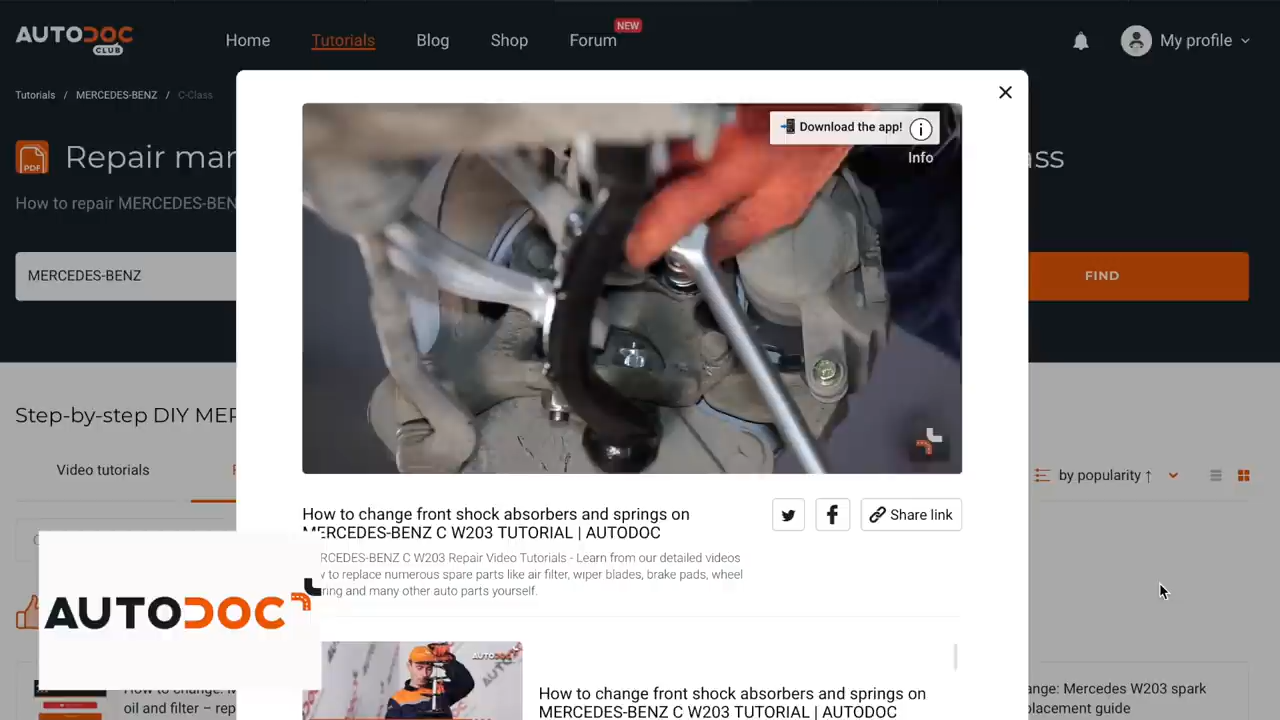 AUTODOC
CLUB
Home
Tutorials
Blog
Shop
Forum
NEW
My profile
Tutorials / MERCEDES-BENZ / C-Class
Download the app!
Info
PDF
Repair
How to repair MERCEDES-BEN
MERCEDES-BENZ
FIND
Step-by-step DIY
Video tutorials
by popularity ↑
How to change front shock absorbers and springs on
MERCEDES-BENZ C W203 TUTORIAL | AUTODOC
Share link
RCEDES-BENZ C W203 Repair Video Tutorials - Learn from our detailed videos
to replace numerous spare parts like air filter, wiper blades, brake pads, wheel
ring and many other auto parts yourself.
AUTODOC
AUTODOC
How to change front shock absorbers and springs on
MERCEDES-BENZ C W203 TUTORIAL | AUTODOC
How to change:
oil and filter – rep
ange: Mercedes W203 spark
placement guide